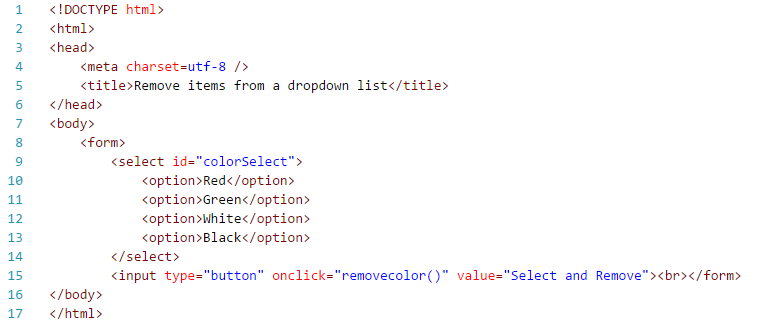 1 <!DOCTYPE html>
2 <html>
3 <head>
4     <meta charset=utf-8 />
5     <title>Remove items from a dropdown list</title>
6 </head>
7 <body>
8     <form>
9         <select id="colorSelect">
10             <option>Red</option>
11             <option>Green</option>
12             <option>White</option>
13             <option>Black</option>
14         </select>
15         <input type="button" onclick="removecolor()" value="Select and Remove"><br></form>
16 </body>
17 </html>